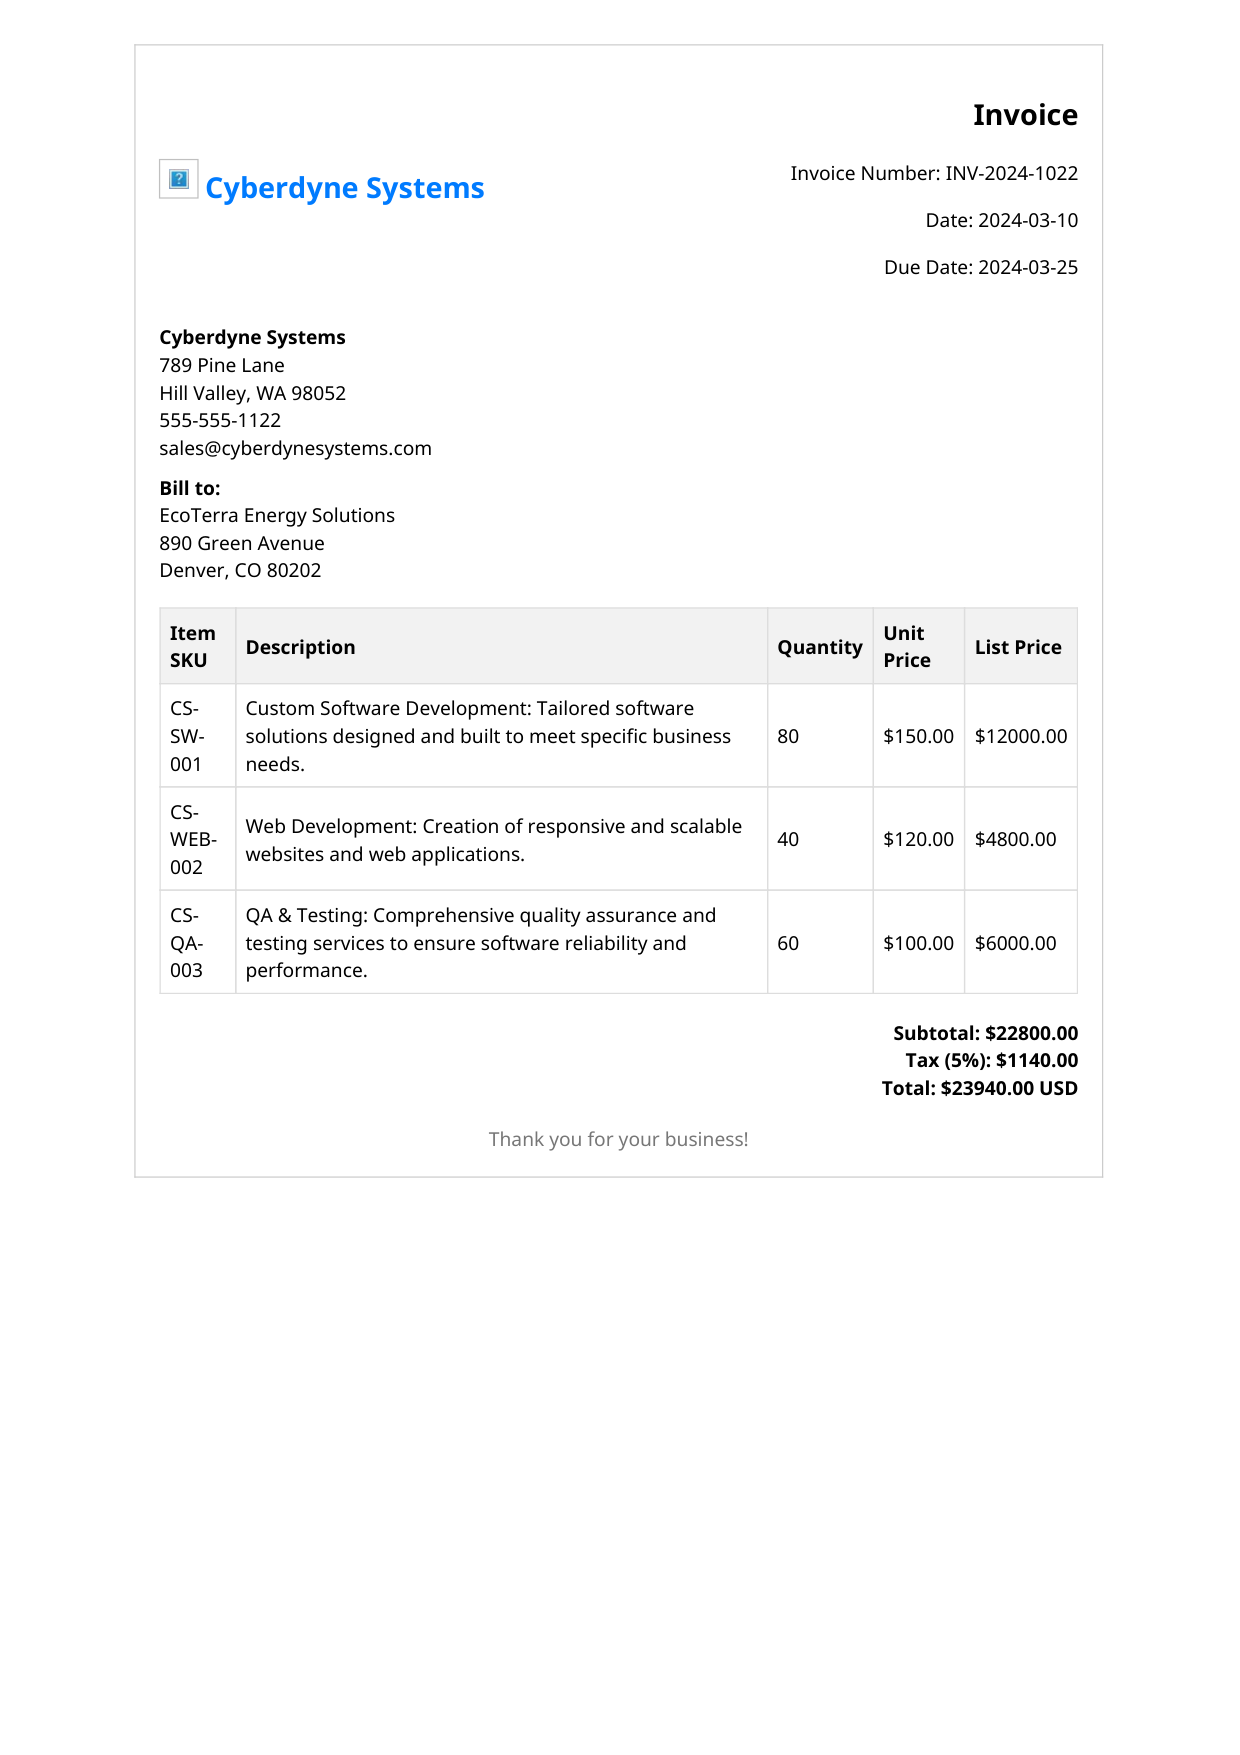 Invoice
Cyberdyne Systems
Invoice Number: INV-2024-1022
Date: 2024-03-10
Due Date: 2024-03-25
Cyberdyne Systems
789 Pine Lane
Hill Valley, WA 98052
555-555-1122
sales@cyberdynesystems.com
Bill to:
EcoTerra Energy Solutions
890 Green Avenue
Denver, CO 80202
Item
SKU
Description
Quantity
Unit
Price
List Price
CS-
SW-
001
Custom Software Development: Tailored software
solutions designed and built to meet specific business
needs.
80
$150.00
$12000.00
CS-
WEB-
002
Web Development: Creation of responsive and scalable
websites and web applications.
40
$120.00
$4800.00
CS-
QA-
003
QA & Testing: Comprehensive quality assurance and
testing services to ensure software reliability and
performance.
60
$100.00
$6000.00
Subtotal: $22800.00
Tax (5%): $1140.00
Total: $23940.00 USD
Thank you for your business!